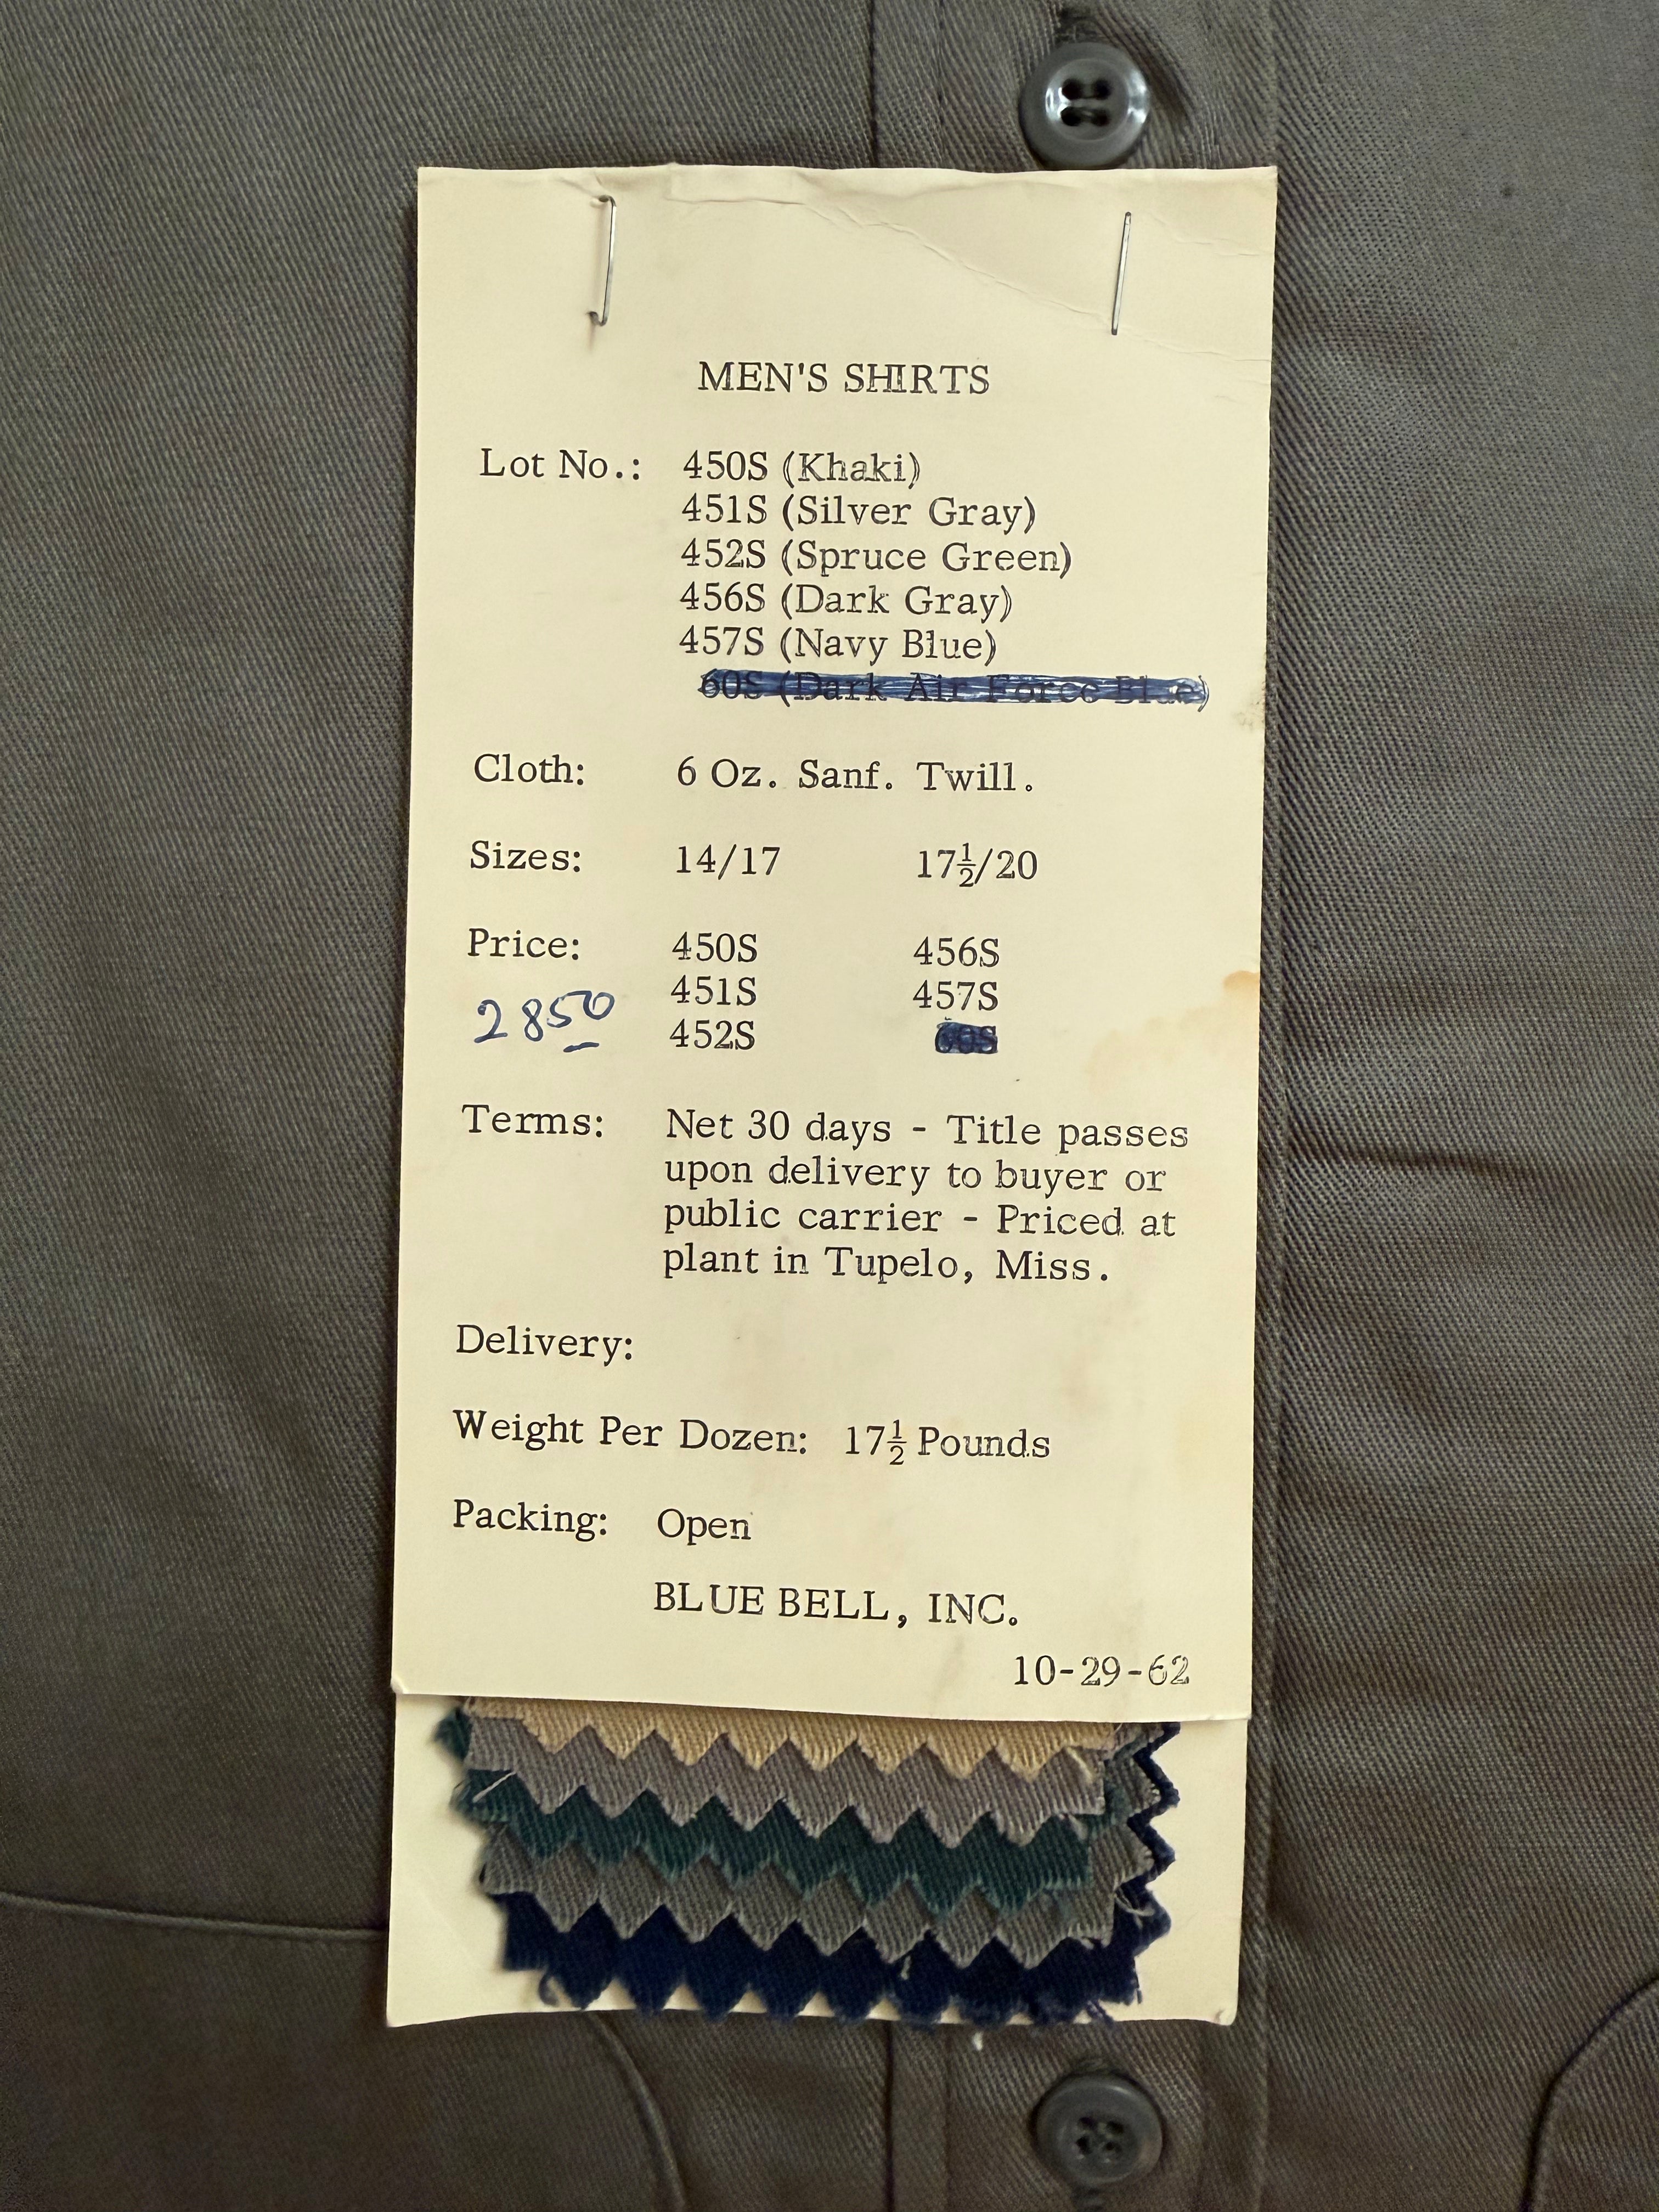 MEN'S SHIRTS
Lot No.: 450S (Khaki)
451S (Silver Gray)
452S (Spruce Green)
456S (Dark Gray)
457S (Navy Blue)
60S (Dark Air Force Blue)
Cloth: 6 Oz. Sanf. Twill.
Sizes: 14/17 17½/20
Price: 450S 456S
2850 451S 457S
452S 60S
Terms: Net 30 days - Title passes
upon delivery to buyer or
public carrier - Priced at
plant in Tupelo, Miss.
Delivery:
Weight Per Dozen: 17½ Pounds
Packing: Open
BLUE BELL, INC.
10-29-62